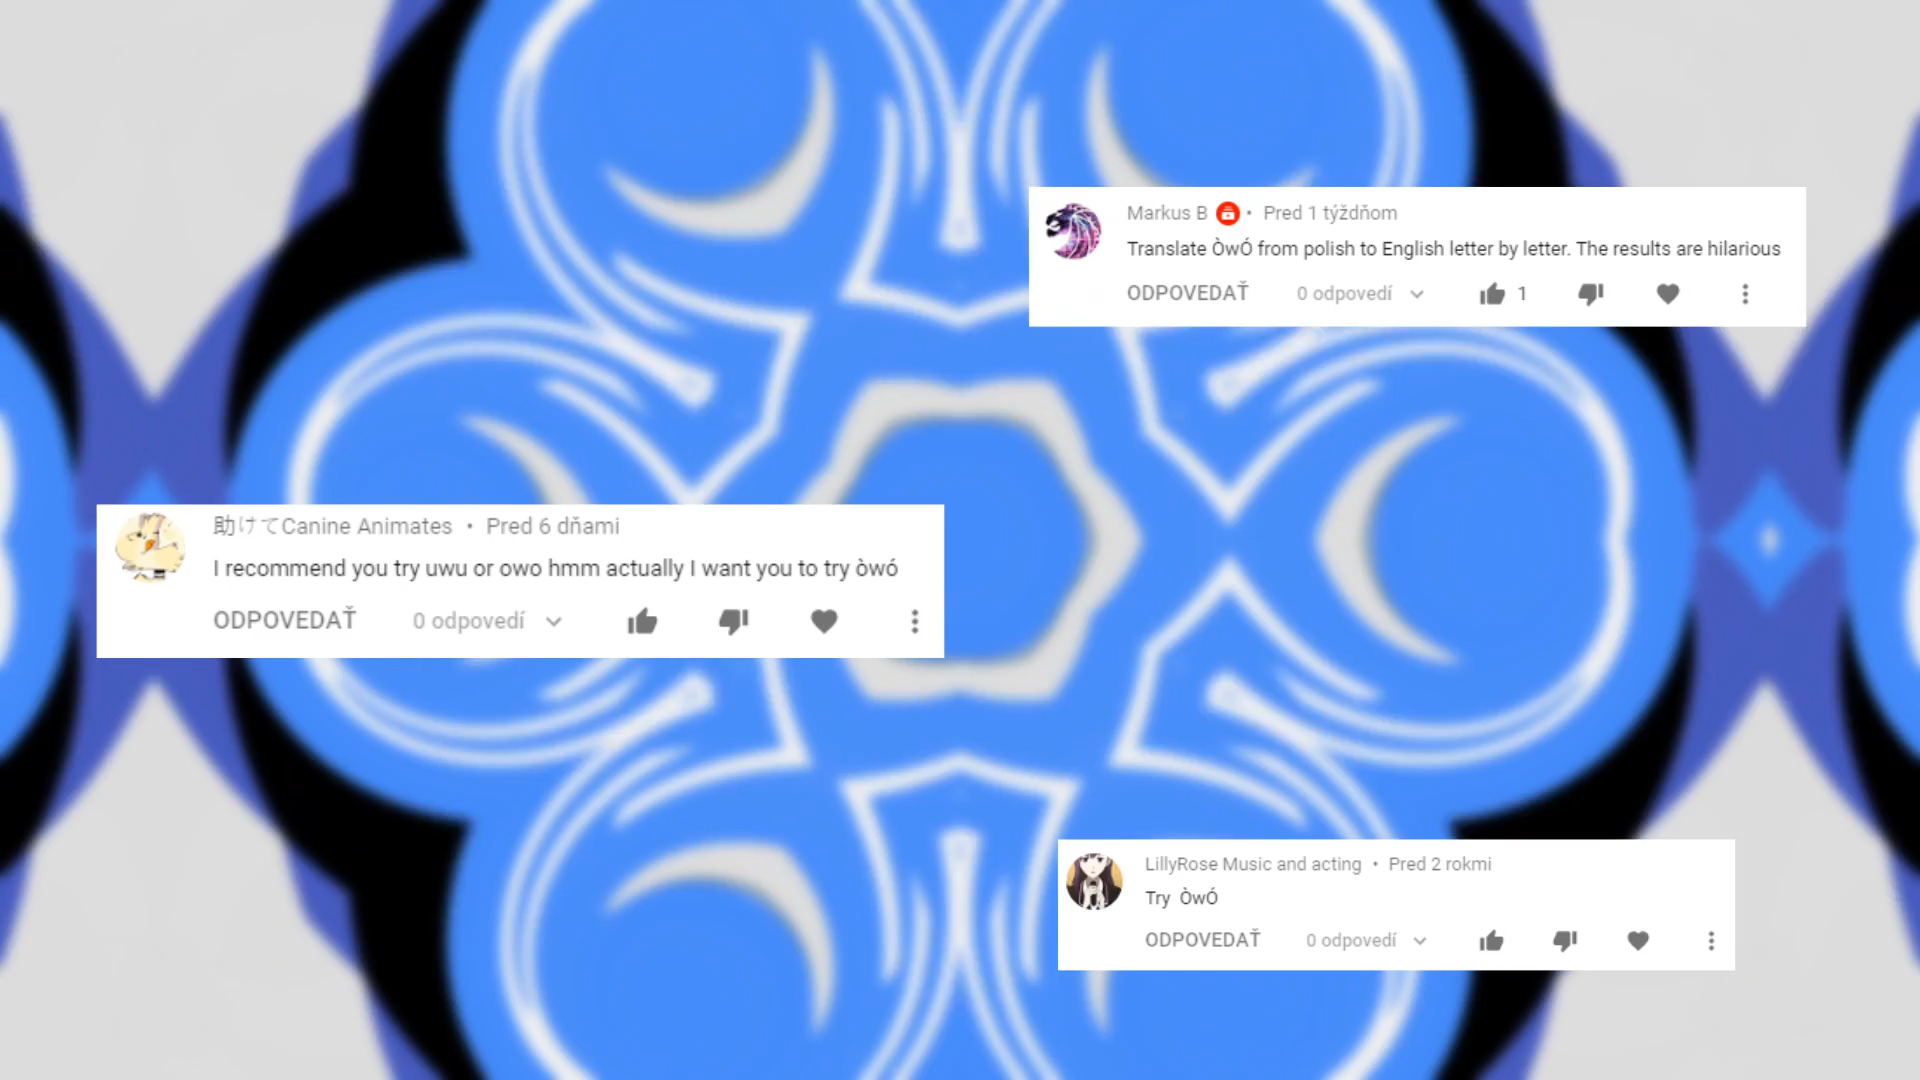 Markus B • Pred 1 týždňom
Translate ÒwÓ from polish to English letter by letter. The results are hilarious
ODPOVEDAŤ 0 odpovedí 1
助けてCanine Animates • Pred 6 dňami
I recommend you try uwu or owo hmm actually I want you to try òwó
ODPOVEDAŤ 0 odpovedí
LillyRose Music and acting • Pred 2 rokmi
Try ÒwÓ
ODPOVEDAŤ 0 odpovedí